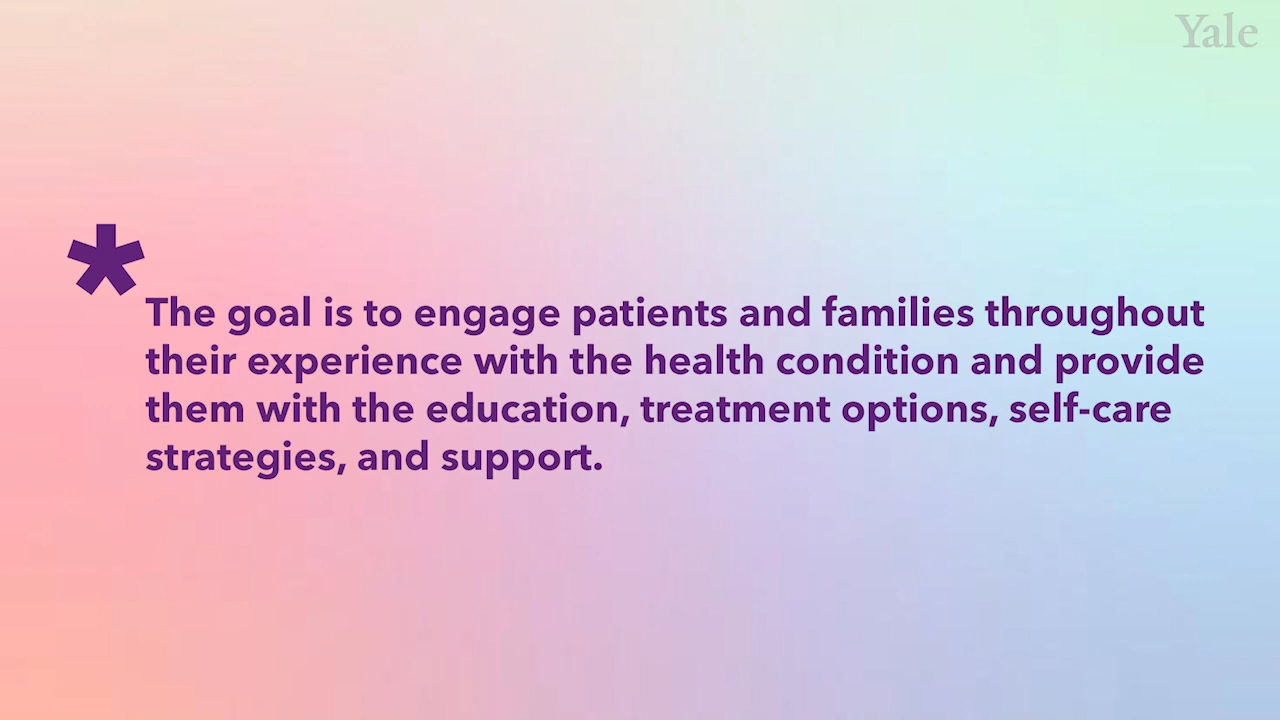 Yale
*
The goal is to engage patients and families throughout
their experience with the health condition and provide
them with the education, treatment options, self-care
strategies, and support.